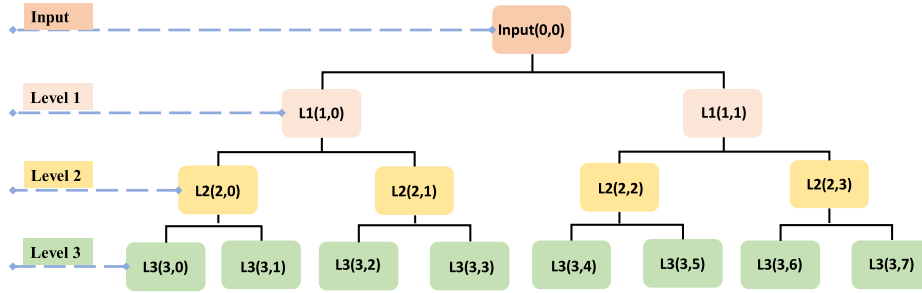 Input
Input(0,0)
Level 1
L1(1,0)
L1(1,1)
Level 2
L2(2,0)
L2(2,1)
L2(2,2)
L2(2,3)
Level 3
L3(3,0)
L3(3,1)
L3(3,2)
L3(3,3)
L3(3,4)
L3(3,5)
L3(3,6)
L3(3,7)